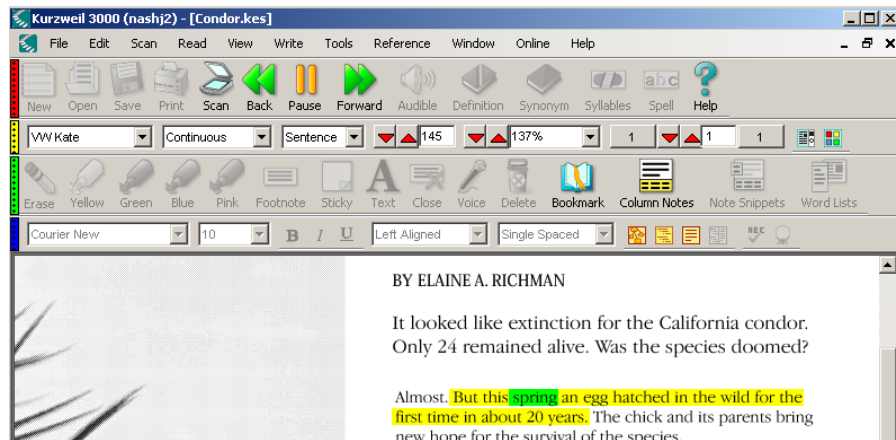 Kurzweil 3000 (nashj2) - [Condor.kes]
File Edit Scan Read View Write Tools Reference Window Online Help
New Open Save Print Scan Back Pause Forward Audible Definition Synonym Syllables Spell Help
VW Kate Continuous Sentence 145 137% 1 1 1
Erase Yellow Green Blue Pink Footnote Sticky Text Close Voice Delete Bookmark Column Notes Note Snippets Word Lists
Courier New 10 B I U Left Aligned Single Spaced
BY ELAINE A. RICHMAN
It looked like extinction for the California condor.
Only 24 remained alive. Was the species doomed?
Almost. But this spring an egg hatched in the wild for the
first time in about 20 years. The chick and its parents bring
new hope for the survival of the species.